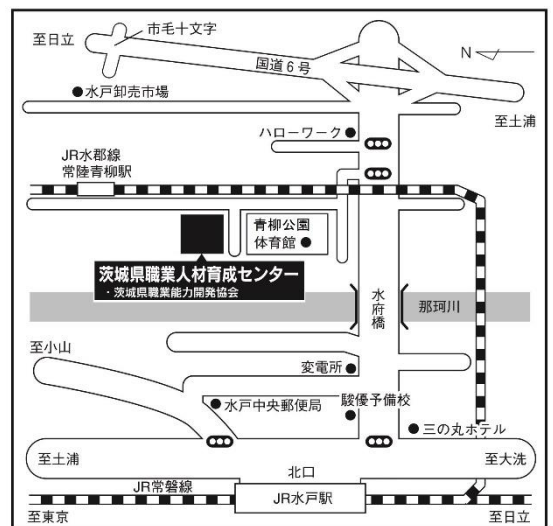 市毛十文字
至日立
国道6号
N
水戸卸売市場
至土浦
ハローワーク
JR水郡線
常陸青柳駅
青柳公園
体育館
茨城県職業人材育成センター
・茨城県職業能力開発協会
水府橋
那珂川
至小山
変電所
水戸中央郵便局
駿優予備校
三の丸ホテル
至土浦
北口
至大洗
JR常磐線
JR水戸駅
至東京
至日立